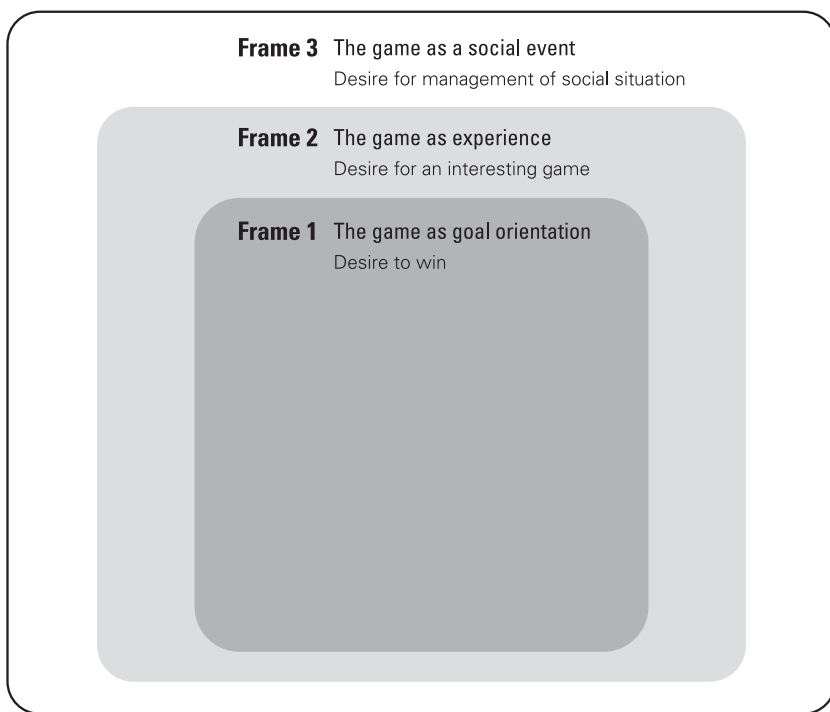 Frame 3 The game as a social event
Desire for management of social situation
Frame 2 The game as experience
Desire for an interesting game
Frame 1 The game as goal orientation
Desire to win